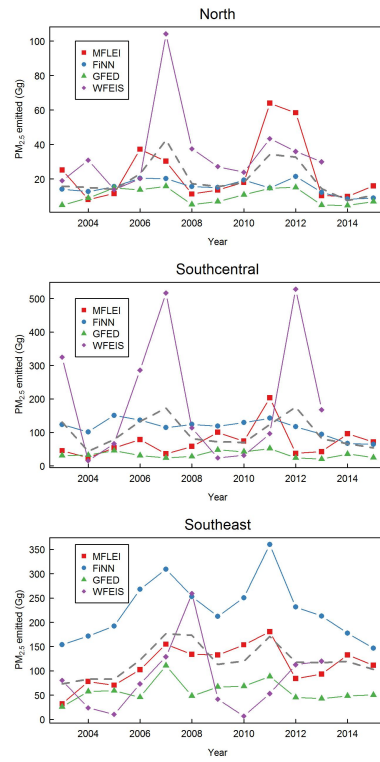 North
PM2.5 emitted (Gg)
100
80
60
40
20
MFLEI
FiNN
GFED
WFEIS
2004 2006 2008 2010 2012 2014
Year
Southcentral
PM2.5 emitted (Gg)
500
400
300
200
100
0
MFLEI
FiNN
GFED
WFEIS
2004 2006 2008 2010 2012 2014
Year
Southeast
PM2.5 emitted (Gg)
350
300
250
200
150
100
50
0
MFLEI
FiNN
GFED
WFEIS
2004 2006 2008 2010 2012 2014
Year